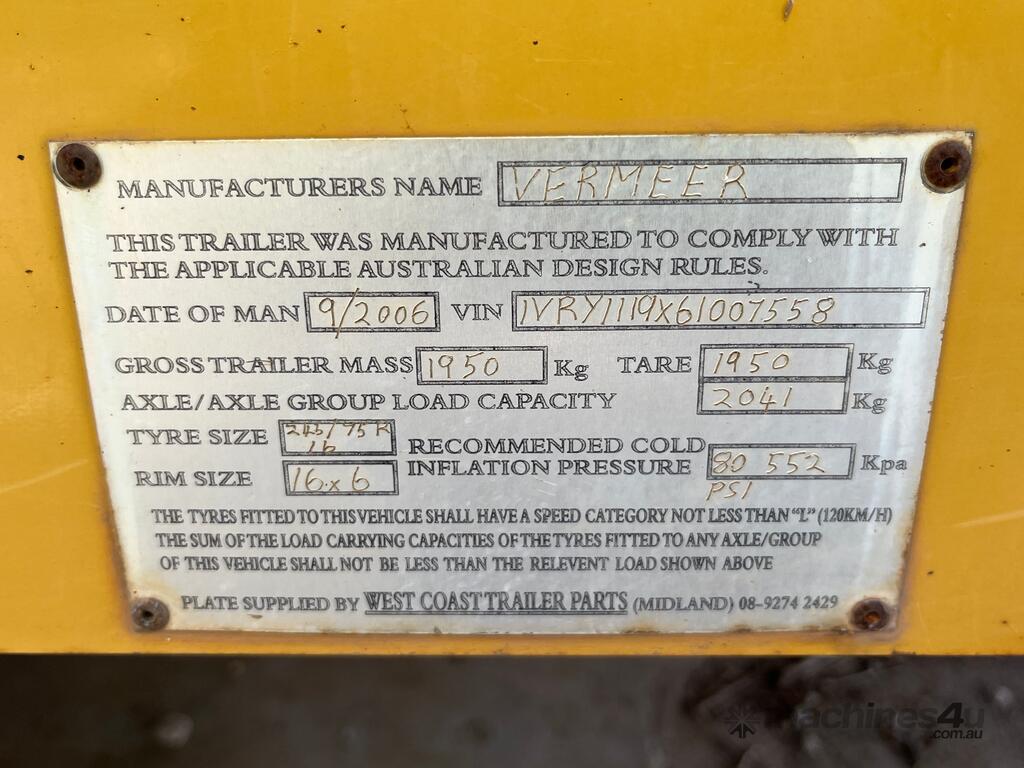 MANUFACTURERS NAME VERMEER
THIS TRAILER WAS MANUFACTURED TO COMPLY WITH
THE APPLICABLE AUSTRALIAN DESIGN RULES.
DATE OF MAN 9/2006 VIN 1VRY1119X61007558
GROSS TRAILER MASS 1950 Kg TARE 1950 Kg
AXLE/AXLE GROUP LOAD CAPACITY 2041 Kg
TYRE SIZE 245/75R
16
RECOMMENDED COLD
INFLATION PRESSURE 80 552 Kpa
PSI
RIM SIZE 16 x 6
THE TYRES FITTED TO THIS VEHICLE SHALL HAVE A SPEED CATEGORY NOT LESS THAN "L" (120KM/H)
THE SUM OF THE LOAD CARRYING CAPACITIES OF THE TYRES FITTED TO ANY AXLE/GROUP
OF THIS VEHICLE SHALL NOT BE LESS THAN THE RELEVENT LOAD SHOWN ABOVE
PLATE SUPPLIED BY WEST COAST TRAILER PARTS (MIDLAND) 08-9274 2429
machines4u
.com.au